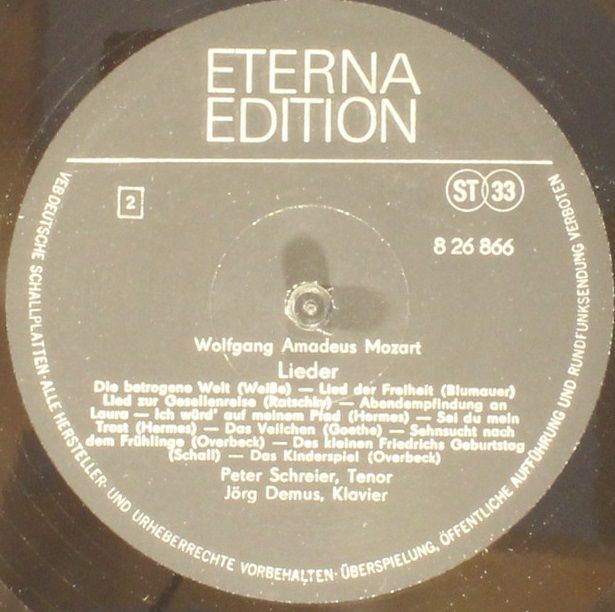 ETERNA
EDITION
2
ST 33
8 26 866
Wolfgang Amadeus Mozart
Lieder
Die betrogene Welt (Weiße) — Lied der Freiheit (Blumauer)
Lied zur Gesellenreise (Ratschky) — Abendempfindung an
Laura — Ich würd' auf meinem Pfad (Hermes) — Sei du mein
Trost (Hermes) — Das Veilchen (Goethe) — Sehnsucht nach
dem Frühlinge (Overbeck) — Des kleinen Friedrichs Geburtstag
(Schall) — Das Kinderspiel (Overbeck)
Peter Schreier, Tenor
Jörg Demus, Klavier
VEB DEUTSCHE SCHALLPLATTEN · ALLE HERSTELLER- UND URHEBERRECHTE VORBEHALTEN · ÜBERSPIELUNG, ÖFFENTLICHE AUFFÜHRUNG UND RUNDFUNKSENDUNG VERBOTEN